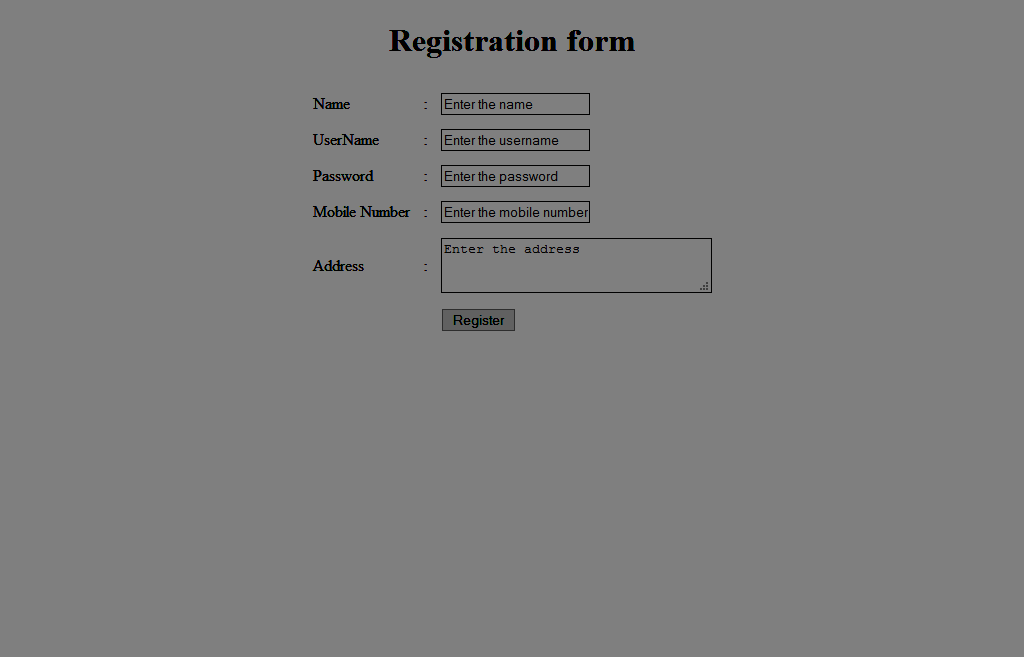 Registration form
Name : Enter the name
UserName : Enter the username
Password : Enter the password
Mobile Number : Enter the mobile number
Address : Enter the address
Register